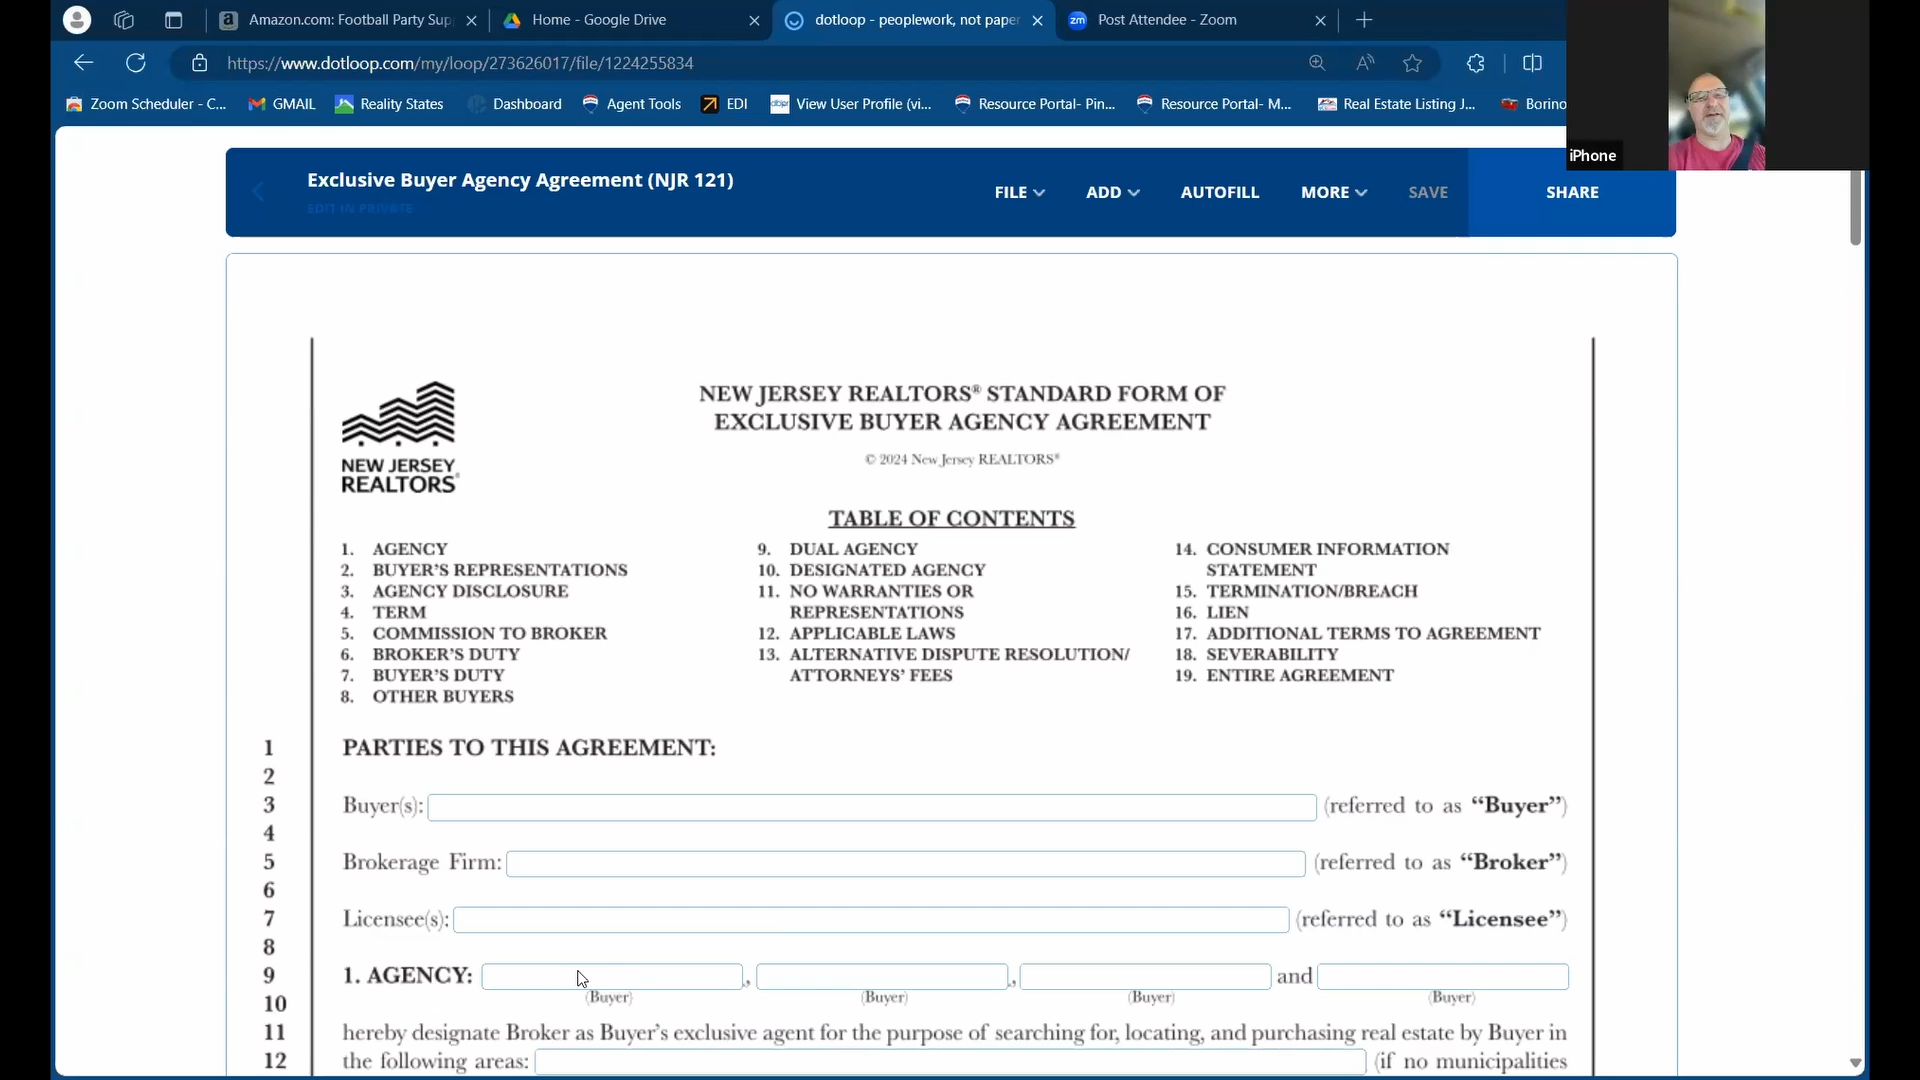 Amazon.com: Football Party Sup
Home - Google Drive
dotloop - peoplework, not paper
zm
Post Attendee - Zoom
https://www.dotloop.com/my/loop/273626017/file/1224255834
Zoom Scheduler - C...
GMAIL
Reality States
Dashboard
Agent Tools
EDI
View User Profile (vi...
Resource Portal- Pin...
Resource Portal- M...
Real Estate Listing J...
Borino
iPhone
Exclusive Buyer Agency Agreement (NJR 121)
EDIT IN PRIVATE
FILE
ADD
AUTOFILL
MORE
SAVE
SHARE
NEW JERSEY
REALTORS®
NEW JERSEY REALTORS® STANDARD FORM OF
EXCLUSIVE BUYER AGENCY AGREEMENT
© 2024 New Jersey REALTORS®
TABLE OF CONTENTS
1. AGENCY
2. BUYER'S REPRESENTATIONS
3. AGENCY DISCLOSURE
4. TERM
5. COMMISSION TO BROKER
6. BROKER'S DUTY
7. BUYER'S DUTY
8. OTHER BUYERS
9. DUAL AGENCY
10. DESIGNATED AGENCY
11. NO WARRANTIES OR
REPRESENTATIONS
12. APPLICABLE LAWS
13. ALTERNATIVE DISPUTE RESOLUTION/
ATTORNEYS' FEES
14. CONSUMER INFORMATION
STATEMENT
15. TERMINATION/BREACH
16. LIEN
17. ADDITIONAL TERMS TO AGREEMENT
18. SEVERABILITY
19. ENTIRE AGREEMENT
1 PARTIES TO THIS AGREEMENT:
2
3 Buyer(s): (referred to as “Buyer”)
4
5 Brokerage Firm: (referred to as “Broker”)
6
7 Licensee(s): (referred to as “Licensee”)
8
9 1. AGENCY: , , and
10 (Buyer) (Buyer) (Buyer) (Buyer)
11 hereby designate Broker as Buyer's exclusive agent for the purpose of searching for, locating, and purchasing real estate by Buyer in
12 the following areas: (if no municipalities